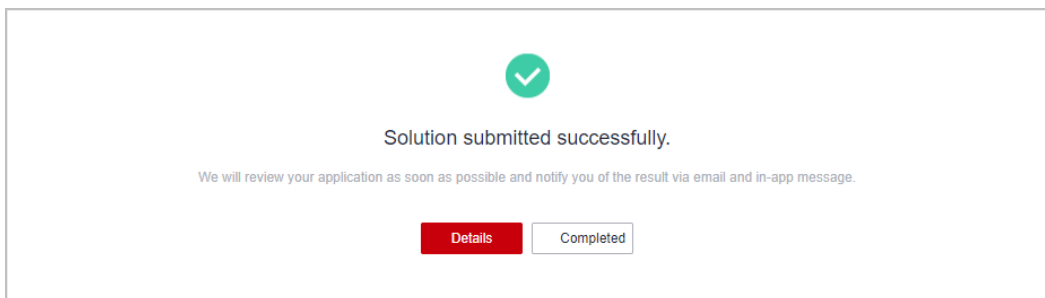 Solution submitted successfully.
We will review your application as soon as possible and notify you of the result via email and in-app message.
Details
Completed